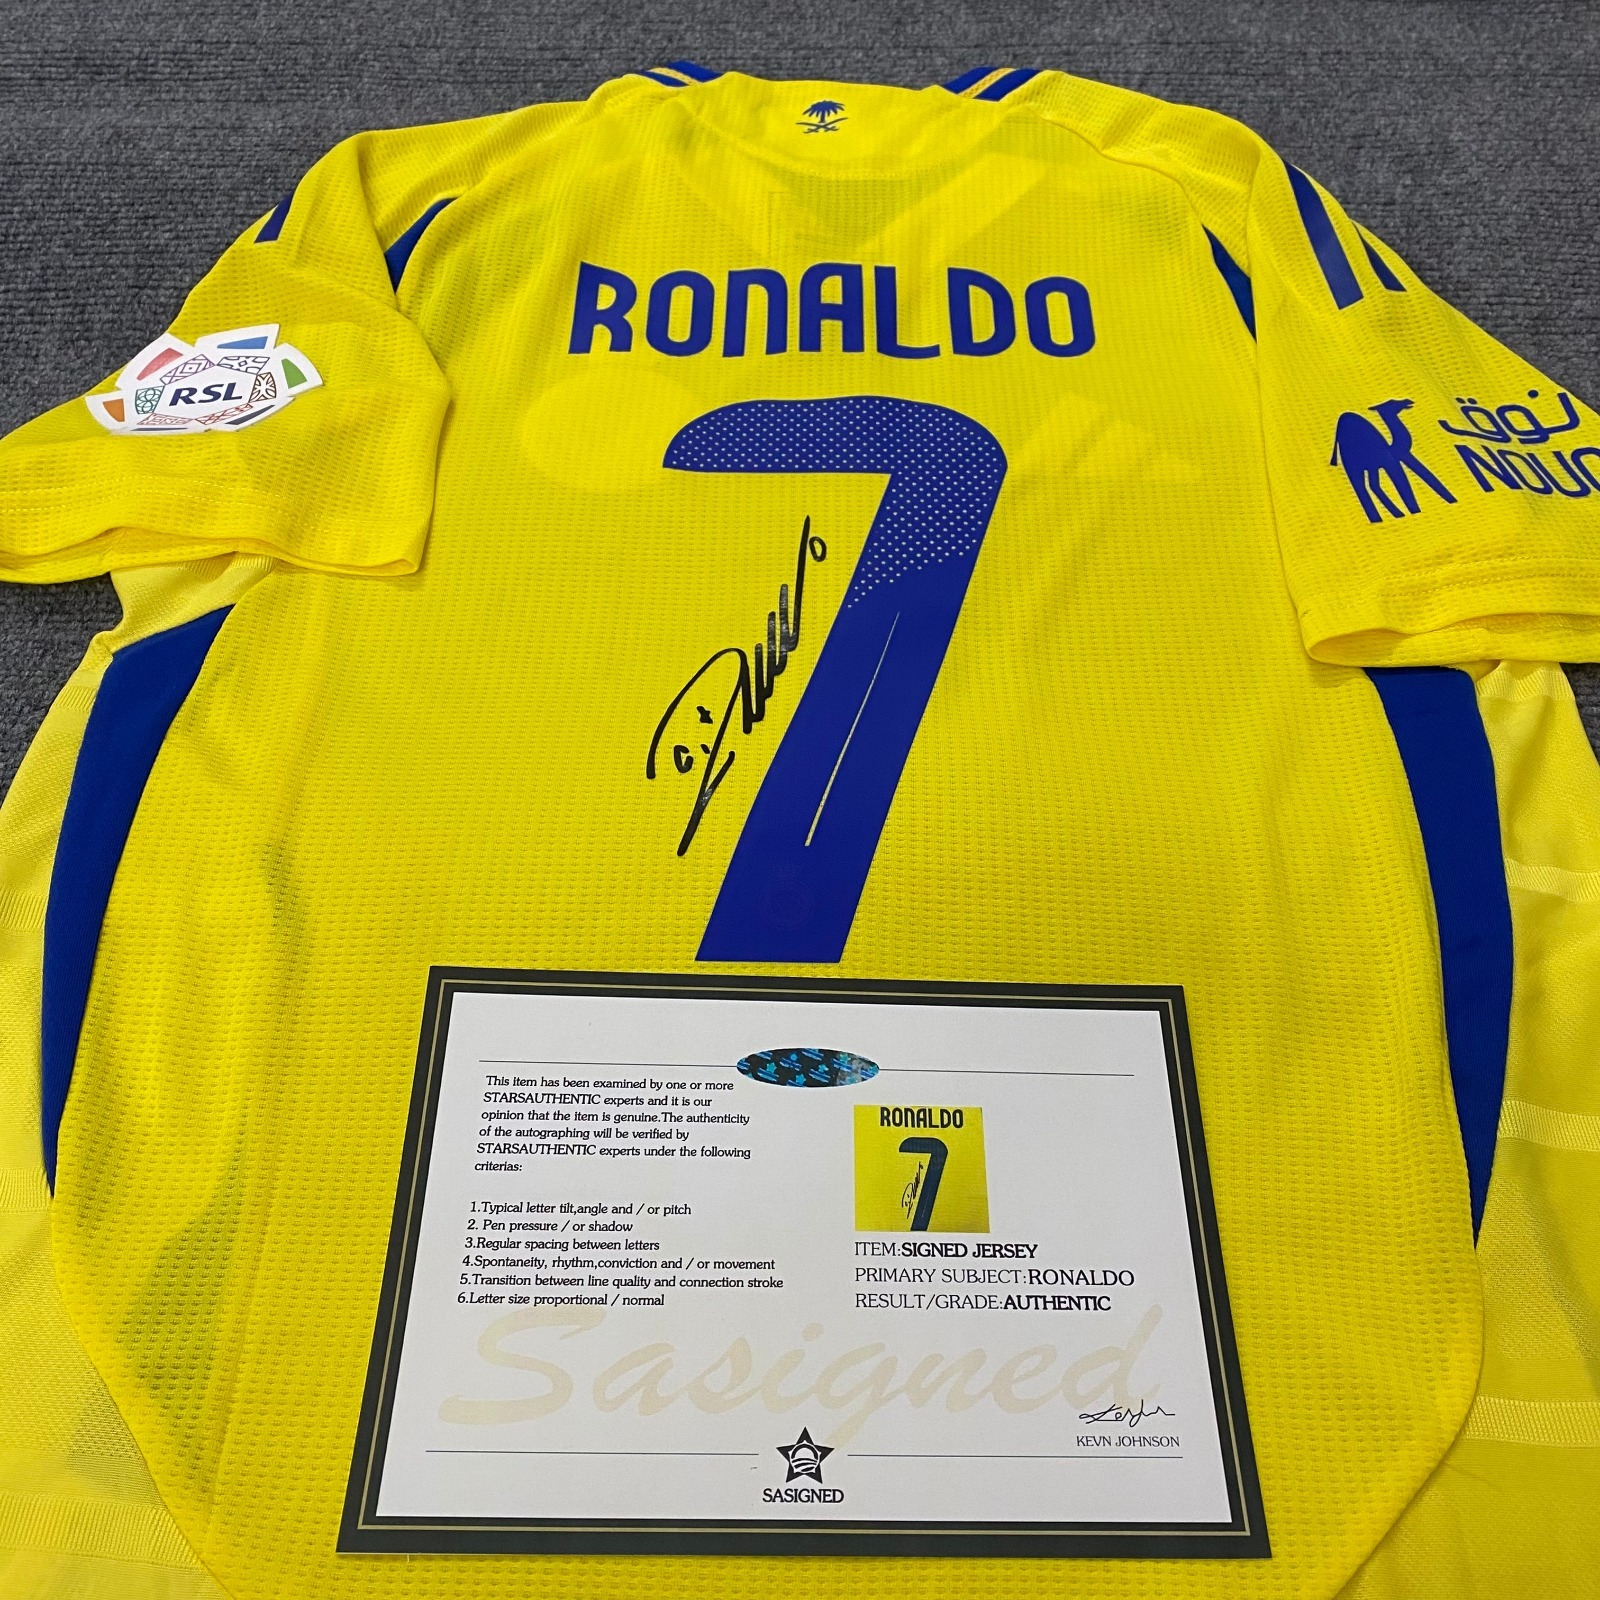 RONALDO
7
RSL
نوق
NOUQ
This item has been examined by one or more
STARSAUTHENTIC experts and it is our
opinion that the item is genuine.The authenticity
of the autographing will be verified by
STARSAUTHENTIC experts under the following
criterias:
1.Typical letter tilt,angle and / or pitch
2. Pen pressure / or shadow
3.Regular spacing between letters
4.Spontaneity, rhythm,conviction and / or movement
5.Transition between line quality and connection stroke
6.Letter size proportional / normal
RONALDO
7
ITEM:SIGNED JERSEY
PRIMARY SUBJECT:RONALDO
RESULT/GRADE:AUTHENTIC
Sasigned
KEVN JOHNSON
SASIGNED